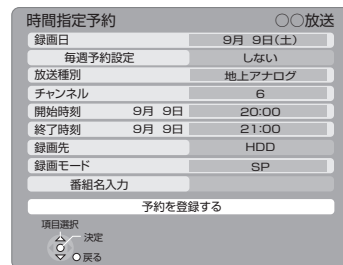 時間指定予約 ○○放送
録画日 9月 9日(土)
毎週予約設定 しない
放送種別 地上アナログ
チャンネル 6
開始時刻 9月 9日 20:00
終了時刻 9月 9日 21:00
録画先 HDD
録画モード SP
番組名入力
予約を登録する
項目選択
決定
戻る